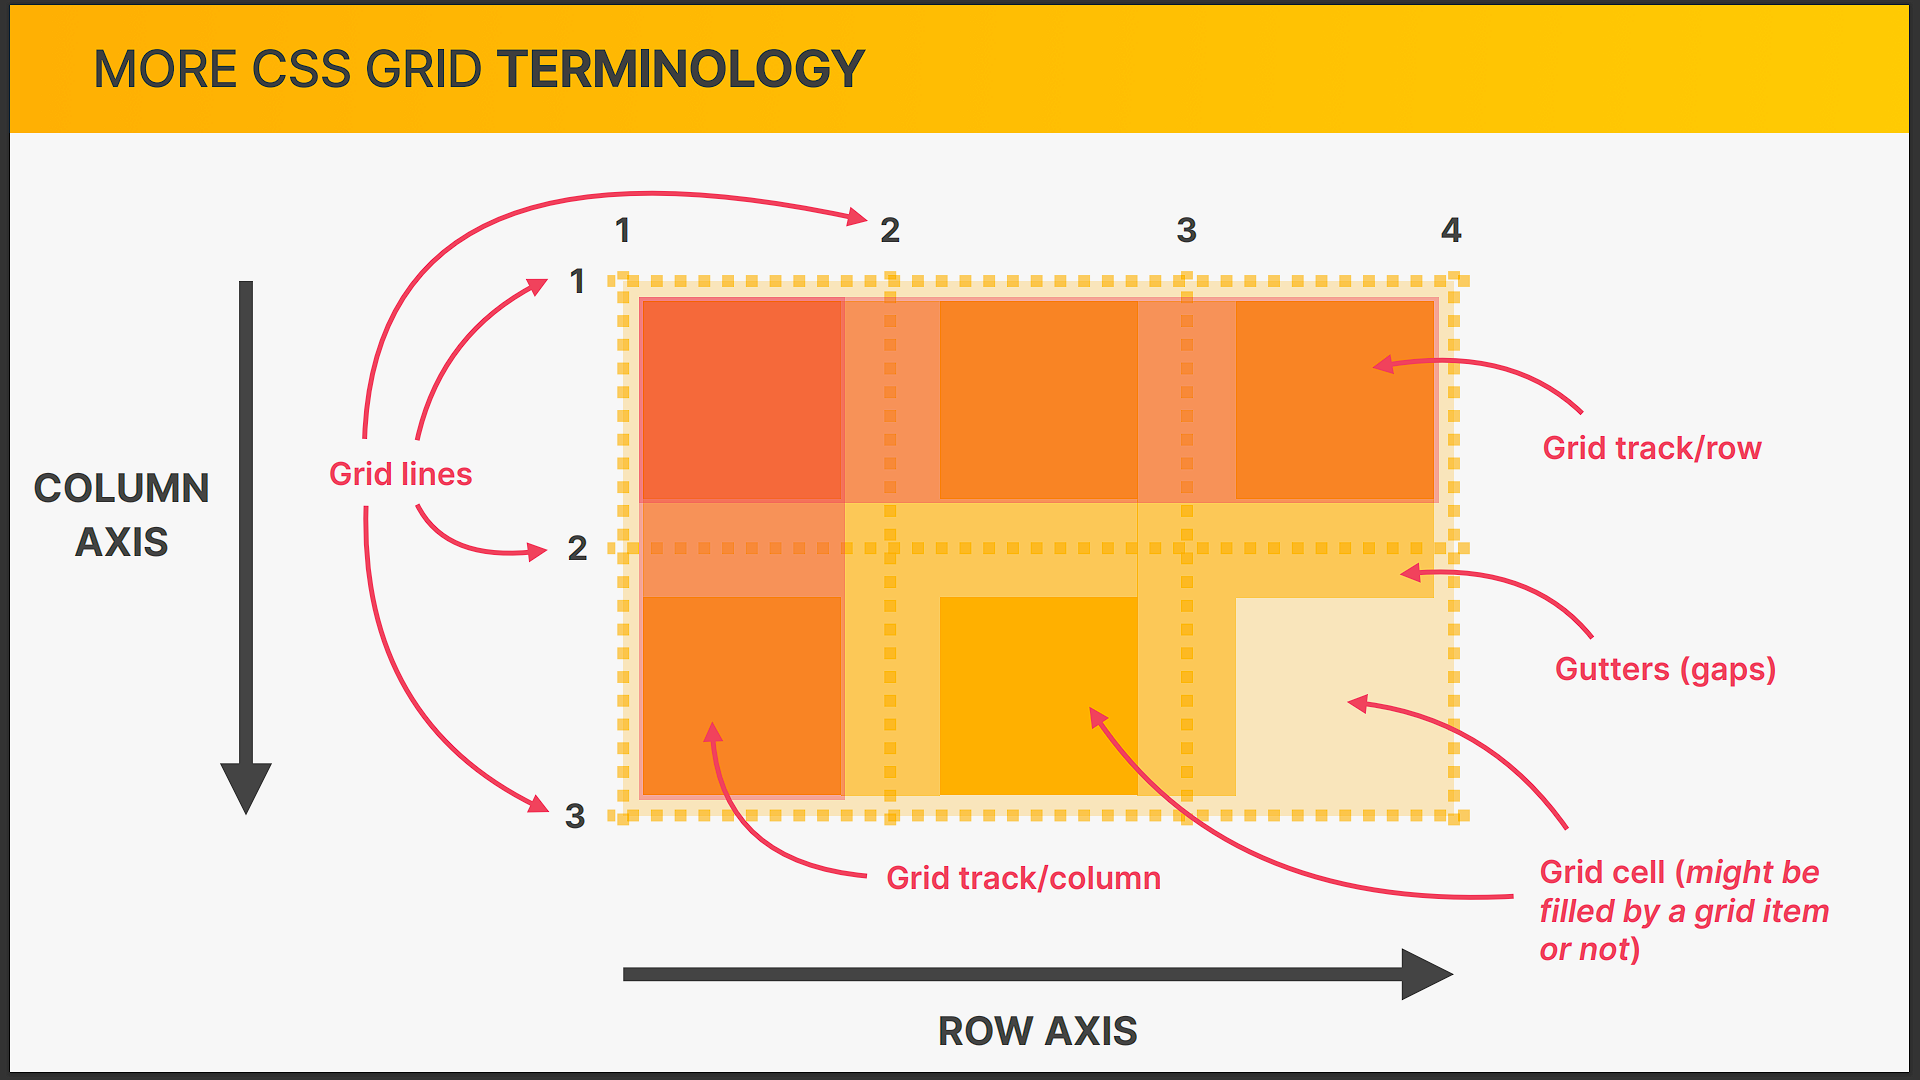 MORE CSS GRID TERMINOLOGY
1
2
3
4
1
2
3
Grid lines
COLUMN
AXIS
Grid track/row
Gutters (gaps)
Grid track/column
Grid cell (might be
filled by a grid item
or not)
ROW AXIS